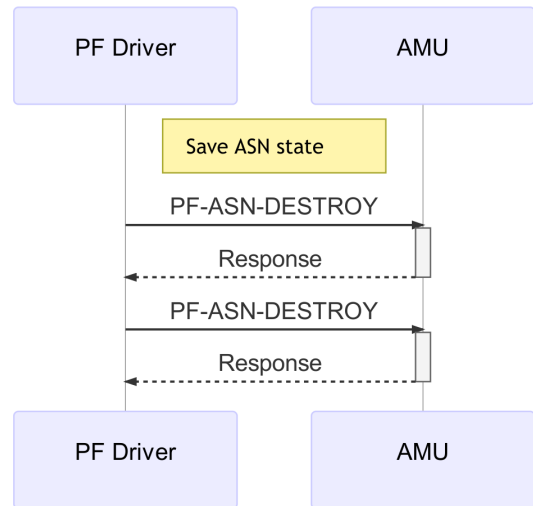 PF Driver
AMU
Save ASN state
PF-ASN-DESTROY
Response
PF-ASN-DESTROY
Response
PF Driver
AMU